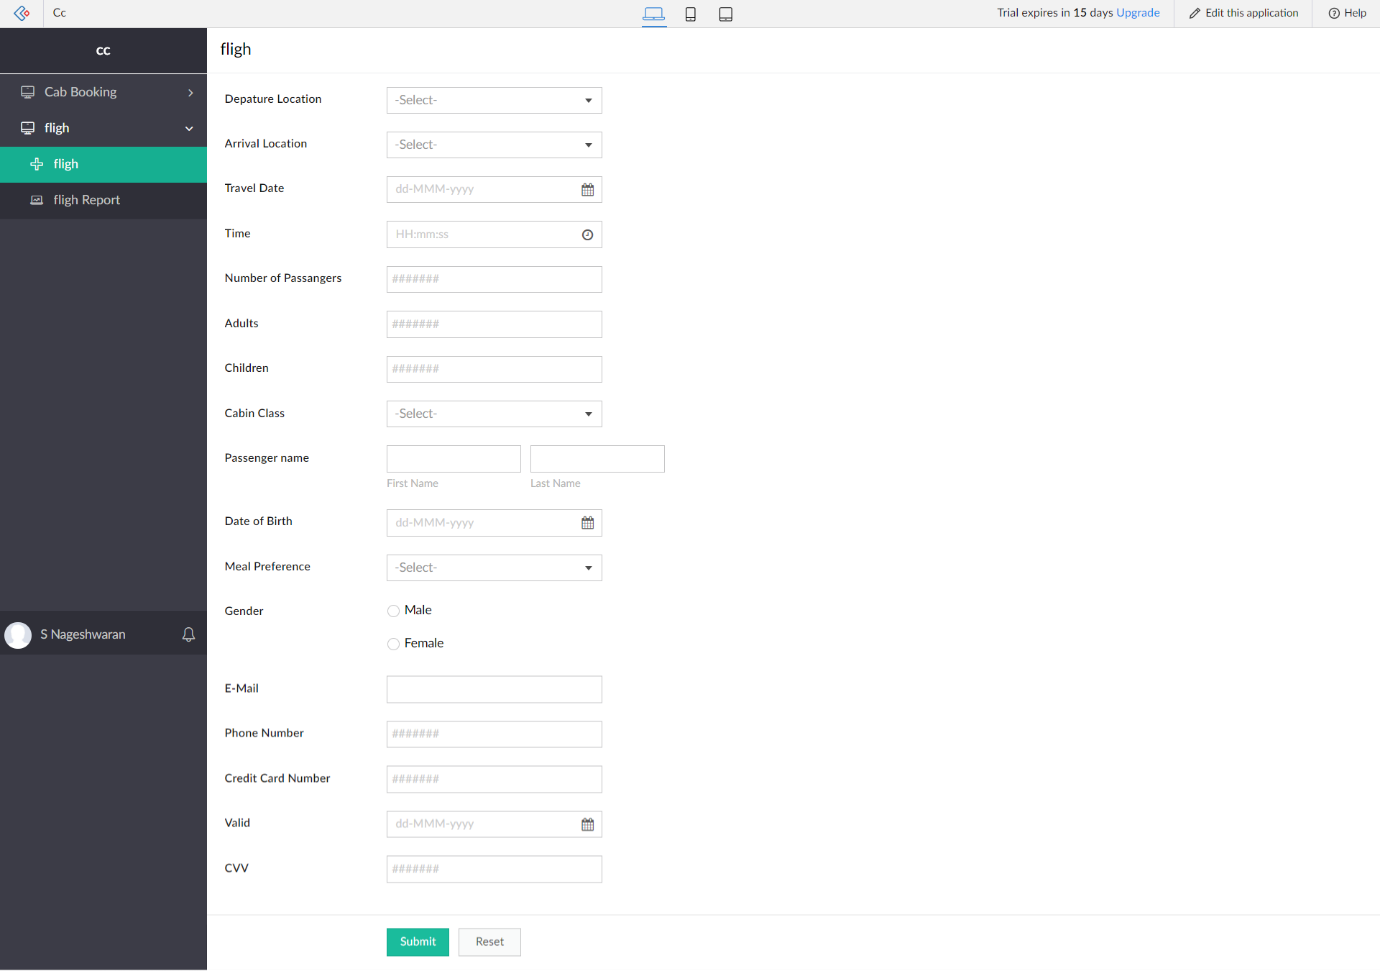 Cc
Trial expires in 15 days Upgrade
Edit this application
Help
cc
Cab Booking
fligh
fligh
fligh Report
S Nageshwaran
fligh
Depature Location -Select-
Arrival Location -Select-
Travel Date dd-MMM-yyyy
Time HH:mm:ss
Number of Passangers #######
Adults #######
Children #######
Cabin Class -Select-
Passenger name
First Name Last Name
Date of Birth dd-MMM-yyyy
Meal Preference -Select-
Gender Male
Female
E-Mail
Phone Number #######
Credit Card Number #######
Valid dd-MMM-yyyy
CVV #######
Submit Reset